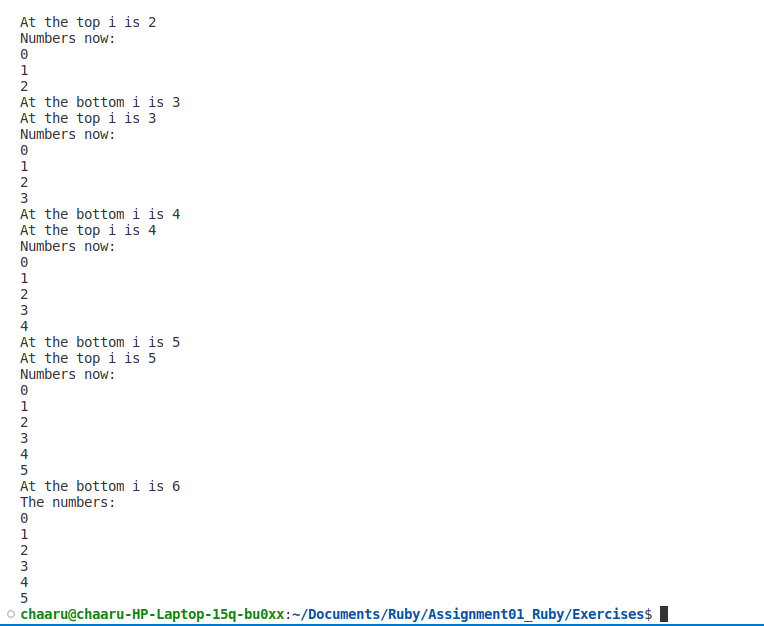 At the top i is 2
Numbers now:
0
1
2
At the bottom i is 3
At the top i is 3
Numbers now:
0
1
2
3
At the bottom i is 4
At the top i is 4
Numbers now:
0
1
2
3
4
At the bottom i is 5
At the top i is 5
Numbers now:
0
1
2
3
4
5
At the bottom i is 6
The numbers:
0
1
2
3
4
5
chaaru@chaaru-HP-Laptop-15q-bu0xx:~/Documents/Ruby/Assignment01_Ruby/Exercises$